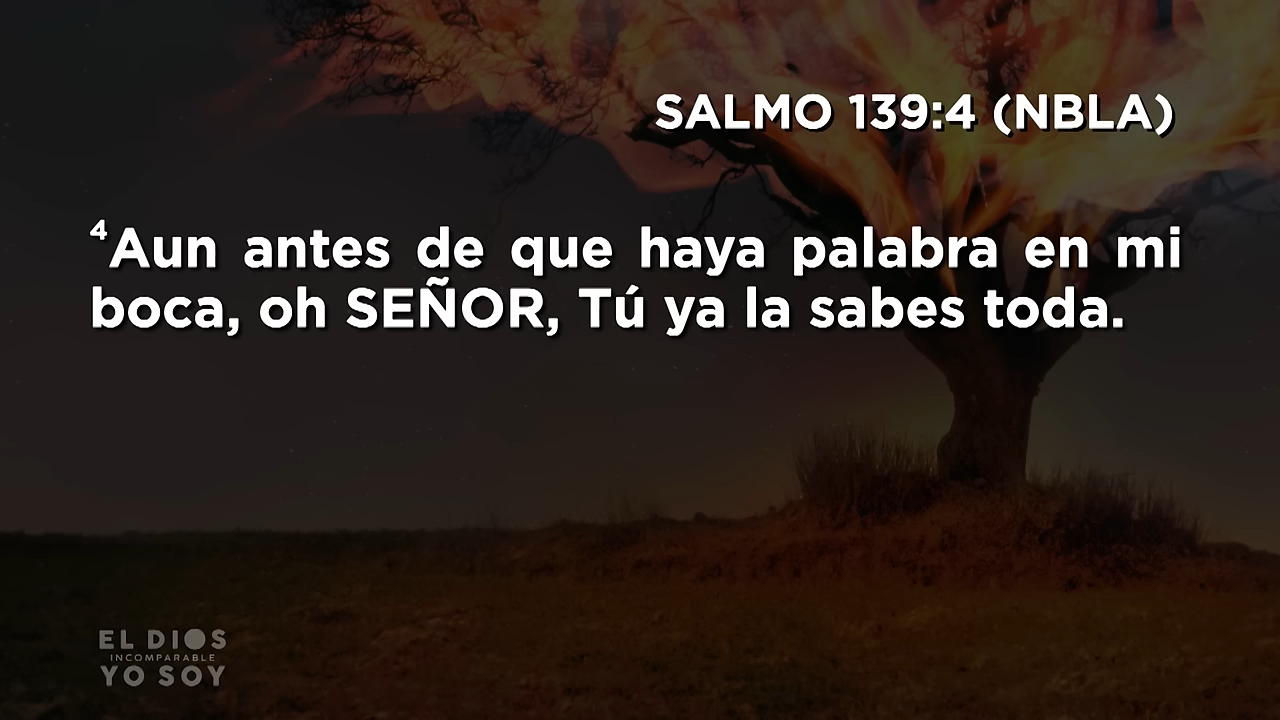 SALMO 139:4 (NBLA)
⁴Aun antes de que haya palabra en mi
boca, oh SEÑOR, Tú ya la sabes toda.
EL DIOS
INCOMPARABLE
YO SOY